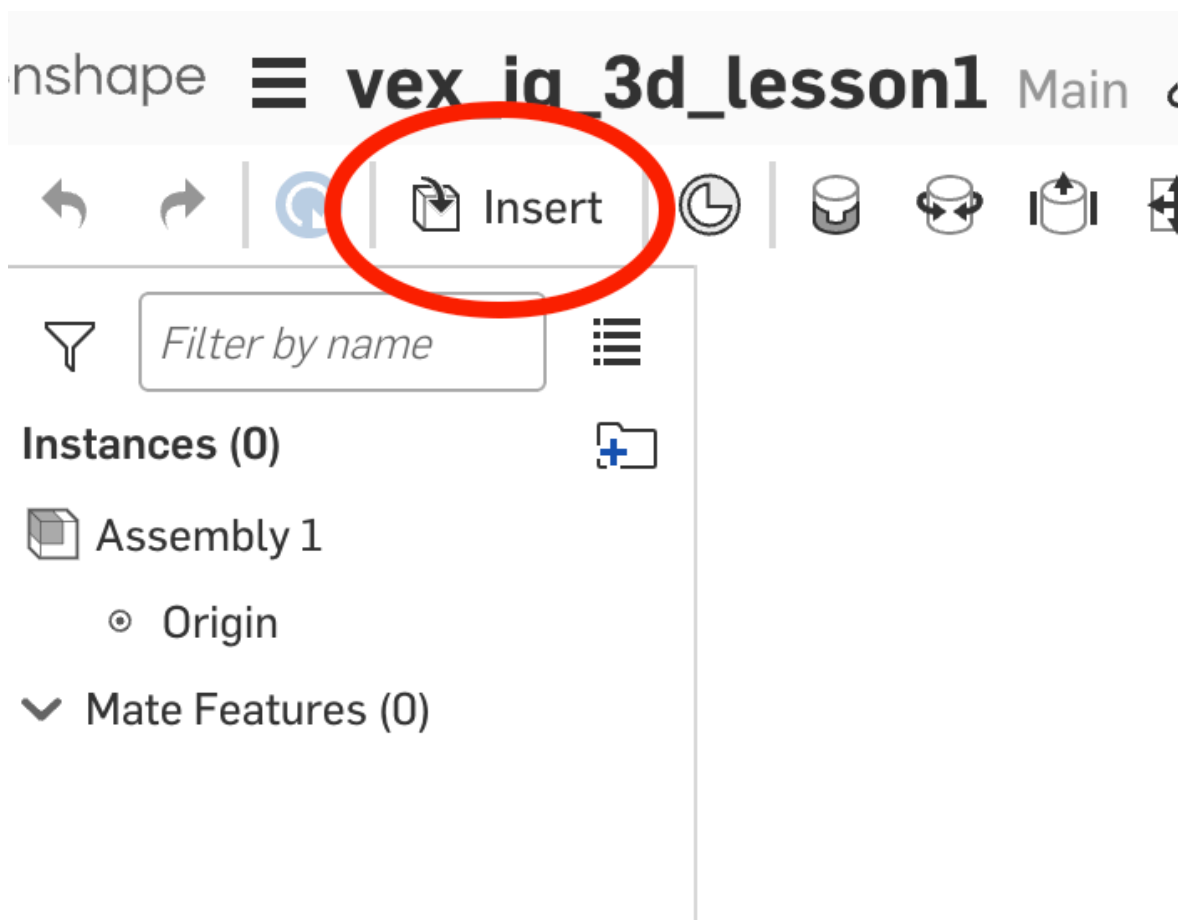 nshape vex_iq_3d_lesson1 Main
Insert
Filter by name
Instances (0)
Assembly 1
Origin
Mate Features (0)